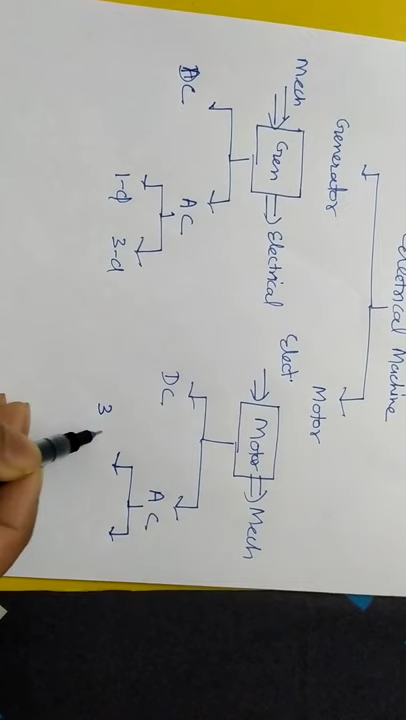 Electrical Machine
Generator
Motor
Mech
Gen
Electrical
Elect.
Motor
Mech
DC
AC
DC
AC
1-ф
3-ф
3